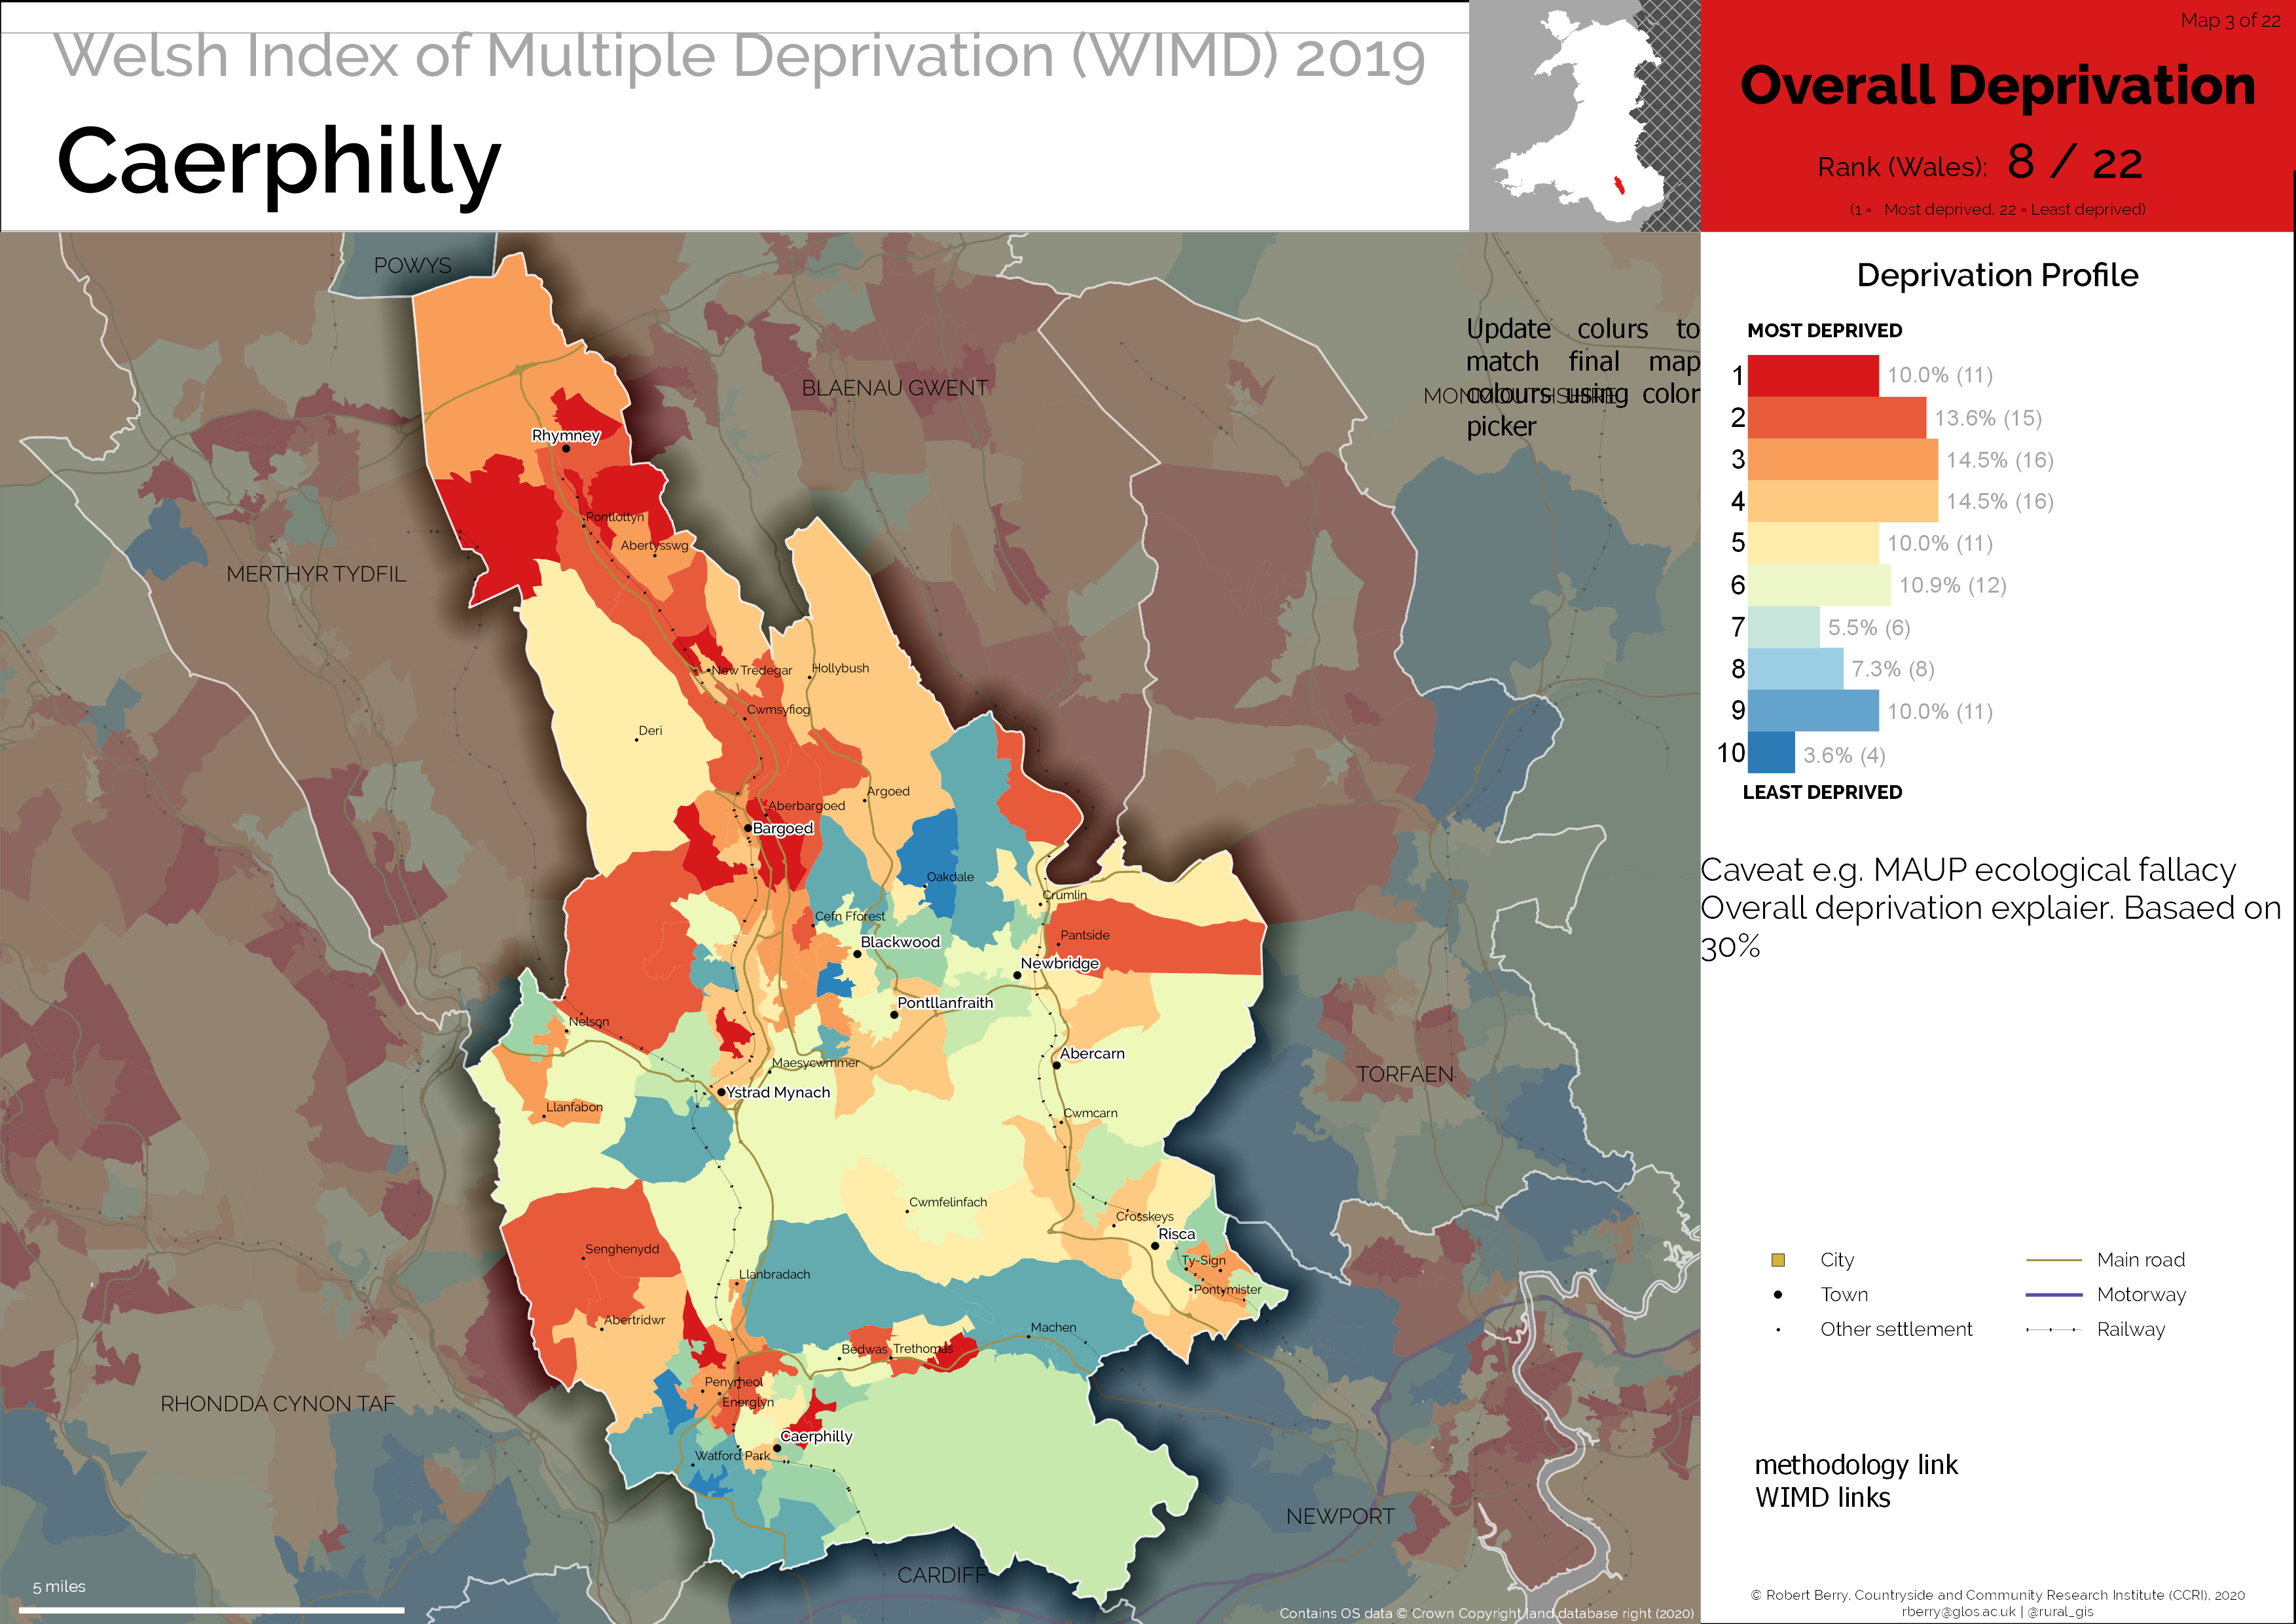 Welsh Index of Multiple Deprivation (WIMD) 2019
Caerphilly
Map 3 of 22
Overall Deprivation
Rank (Wales): 8 / 22
(1 = Most deprived, 22 = Least deprived)
Deprivation Profile
MOST DEPRIVED
1 10.0% (11)
2 13.6% (15)
3 14.5% (16)
4 14.5% (16)
5 10.0% (11)
6 10.9% (12)
7 5.5% (6)
8 7.3% (8)
9 10.0% (11)
10 3.6% (4)
LEAST DEPRIVED
Caveat e.g. MAUP ecological fallacy
Overall deprivation explaier. Basaed on
30%
City
Town
Other settlement
Main road
Motorway
Railway
methodology link
WIMD links
© Robert Berry, Countryside and Community Research Institute (CCRI), 2020
rberry@glos.ac.uk | @rural_gis
Update colurs to
match final map
colours using color
picker
POWYS
BLAENAU GWENT
MONMOUTHSHIRE
MERTHYR TYDFIL
TORFAEN
RHONDDA CYNON TAF
NEWPORT
CARDIFF
Rhymney
Pontlottyn
Abertysswg
New Tredegar
Hollybush
Cwmsyfiog
Deri
Argoed
Aberbargoed
Bargoed
Oakdale
Crumlin
Cefn Fforest
Pantside
Blackwood
Newbridge
Pontllanfraith
Nelson
Abercarn
Maesycwmmer
Ystrad Mynach
Llanfabon
Cwmcarn
Cwmfelinfach
Crosskeys
Risca
Senghenydd
Ty-Sign
Llanbradach
Pontymister
Abertridwr
Machen
Bedwas
Trethomas
Penyrheol
Energlyn
Caerphilly
Watford Park
5 miles
Contains OS data © Crown Copyright and database right (2020)